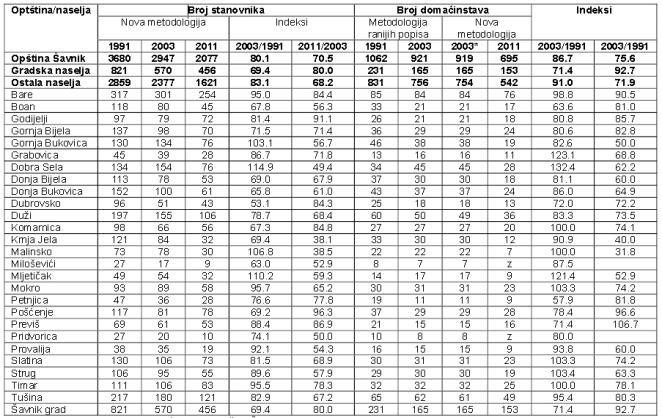 Opština/naselja Broj stanovnika Broj domaćinstava Indeksi
Nova metodologija Indeksi Metodologija ranijih popisa Nova metodologija
1991 2003 2011 2003/1991 2011/2003 1991 2003 2003* 2011 2003/1991 2011/2003
Opština Šavnik 3680 2947 2077 80.1 70.5 1062 921 919 695 86.7 75.6
Gradska naselja 821 570 456 69.4 80.0 231 165 165 153 71.4 92.7
Ostala naselja 2859 2377 1621 83.1 68.2 831 756 754 542 91.0 71.9
Bare 317 301 254 95.0 84.4 85 84 84 76 98.8 90.5
Boan 118 80 45 67.8 56.3 33 21 21 17 63.6 81.0
Godijelji 97 79 72 81.4 91.1 26 21 21 18 80.8 85.7
Gornja Bijela 137 98 70 71.5 71.4 36 29 29 24 80.6 82.8
Gornja Bukovica 130 134 76 103.1 56.7 46 38 38 19 82.6 50.0
Grabovica 45 39 28 86.7 71.8 13 16 16 11 123.1 68.8
Dobra Sela 134 154 76 114.9 49.4 34 45 45 28 132.4 62.2
Donja Bijela 113 78 53 69.0 67.9 37 30 30 18 81.1 60.0
Donja Bukovica 152 100 61 65.8 61.0 43 37 37 24 86.0 64.9
Dubrovsko 96 51 43 53.1 84.3 25 18 18 13 72.0 72.2
Duži 197 155 106 78.7 68.4 60 50 49 36 83.3 73.5
Komarnica 98 66 56 67.3 84.8 27 27 27 20 100.0 74.1
Krnja Jela 121 84 32 69.4 38.1 33 30 30 12 90.9 40.0
Malinsko 73 78 30 106.8 38.5 22 22 22 7 100.0 31.8
Miloševići 27 17 9 63.0 52.9 8 7 7 z 87.5
Mljetičak 49 54 32 110.2 59.3 14 17 17 9 121.4 52.9
Mokro 93 89 58 95.7 65.2 30 31 31 23 103.3 74.2
Petnjica 47 36 28 76.6 77.8 19 11 11 9 57.9 81.8
Pošćenje 117 81 78 69.2 96.3 37 29 29 28 78.4 96.6
Previš 69 61 53 88.4 86.9 21 15 15 16 71.4 106.7
Pridvorica 27 20 10 74.1 50.0 10 8 8 z 80.0
Provalija 38 35 19 92.1 54.3 16 15 15 9 93.8 60.0
Slatina 130 106 73 81.5 68.9 30 31 31 23 103.3 74.2
Strug 106 95 55 89.6 57.9 29 30 30 19 103.4 63.3
Timar 111 106 83 95.5 78.3 32 32 32 25 100.0 78.1
Tušina 217 180 121 82.9 67.2 65 62 61 49 95.4 80.3
Šavnik grad 821 570 456 69.4 80.0 231 165 165 153 71.4 92.7